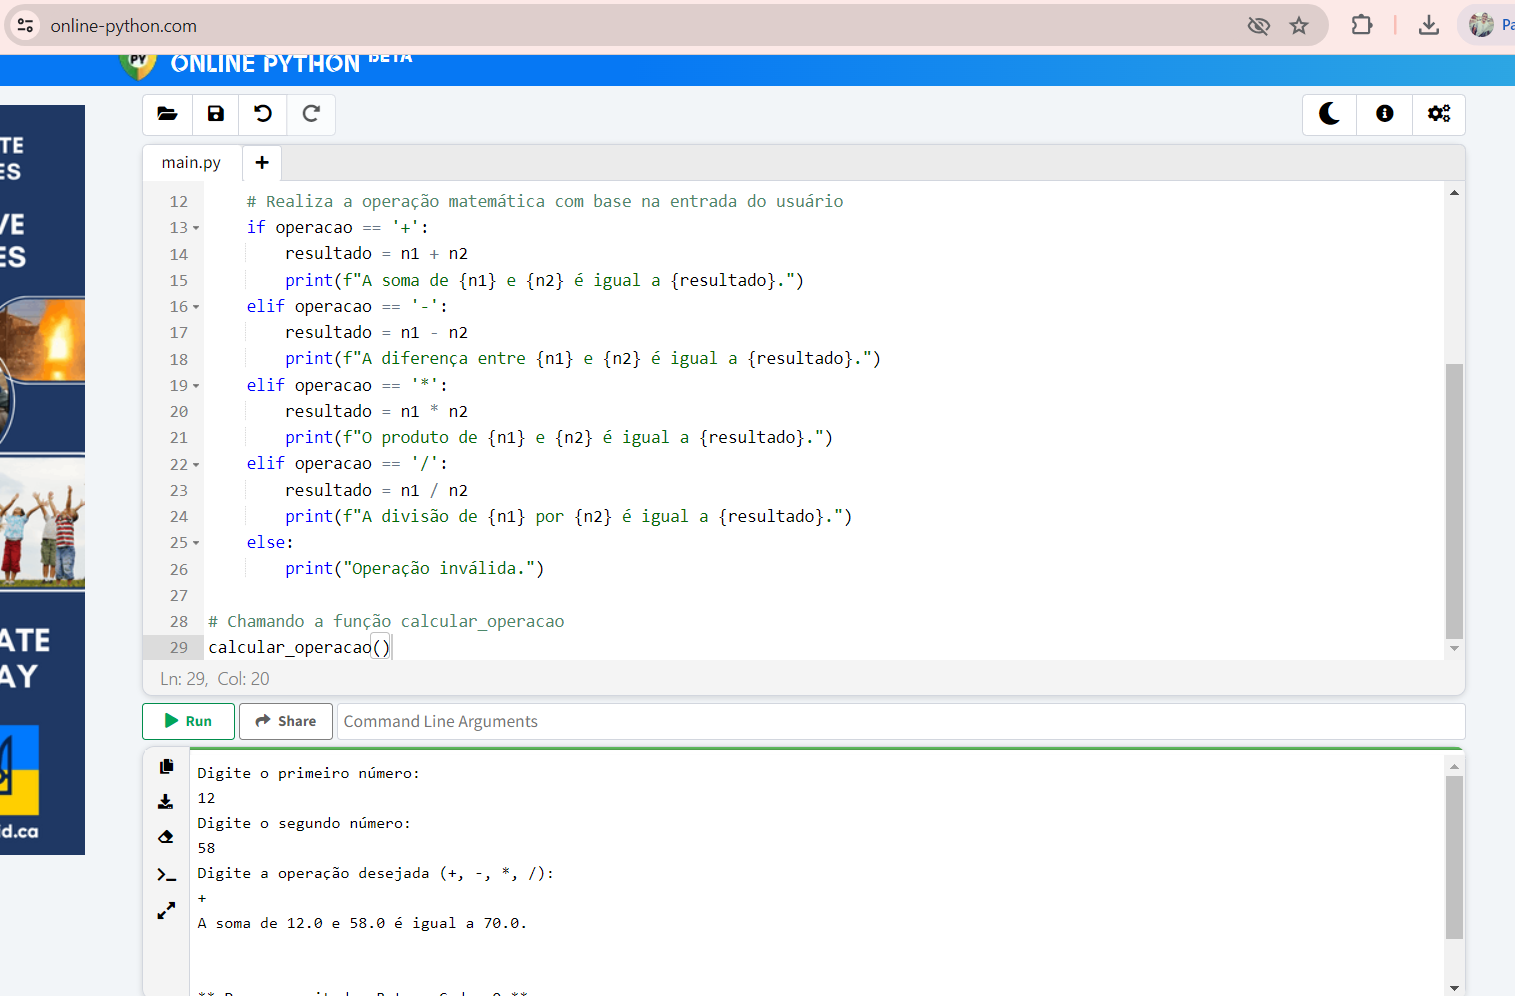 online-python.com
Pa
PY ONLINE PYTHON BETA
TE
ES
VE
ES
ATE
AY
id.ca
main.py +
12 # Realiza a operação matemática com base na entrada do usuário
13 if operacao == '+':
14 resultado = n1 + n2
15 print(f"A soma de {n1} e {n2} é igual a {resultado}.")
16 elif operacao == '-':
17 resultado = n1 - n2
18 print(f"A diferença entre {n1} e {n2} é igual a {resultado}.")
19 elif operacao == '*':
20 resultado = n1 * n2
21 print(f"O produto de {n1} e {n2} é igual a {resultado}.")
22 elif operacao == '/':
23 resultado = n1 / n2
24 print(f"A divisão de {n1} por {n2} é igual a {resultado}.")
25 else:
26 print("Operação inválida.")
27
28 # Chamando a função calcular_operacao
29 calcular_operacao()
Ln: 29, Col: 20
Run Share Command Line Arguments
Digite o primeiro número:
12
Digite o segundo número:
58
Digite a operação desejada (+, -, *, /):
+
A soma de 12.0 e 58.0 é igual a 70.0.